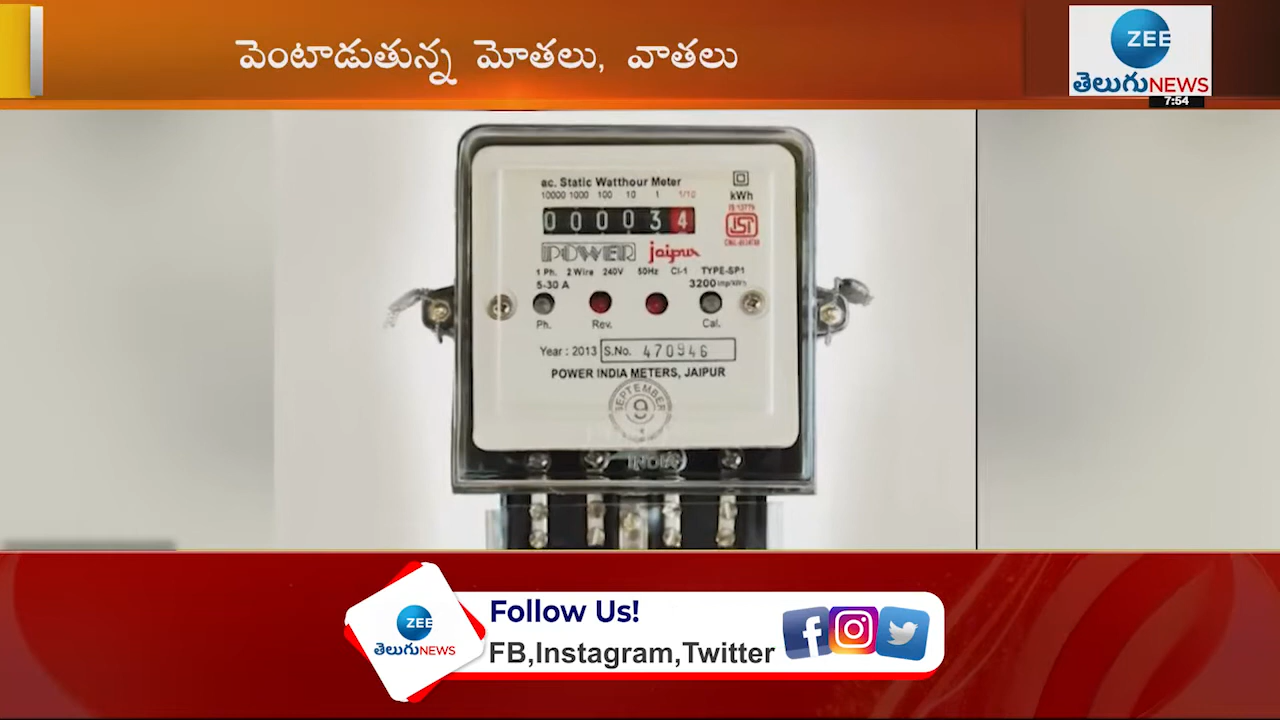 వెంటాడుతున్న మోతలు, వాతలు
ZEE
తెలుగు NEWS
7:54
ac. Static Watthour Meter
10000 1000 100 10 1 1/10
kWh
0 0 0 0 3 4
POWER jaipur
1 Ph. 2 Wire 240V 50Hz Cl-1 TYPE-SP1
5-30 A 3200 imp/kWh
Ph. Rev. Cal.
Year : 2013 S.No. 470946
POWER INDIA METERS, JAIPUR
SEPTEMBER
9
INDIA
Follow Us!
ZEE
తెలుగు NEWS
FB,Instagram,Twitter